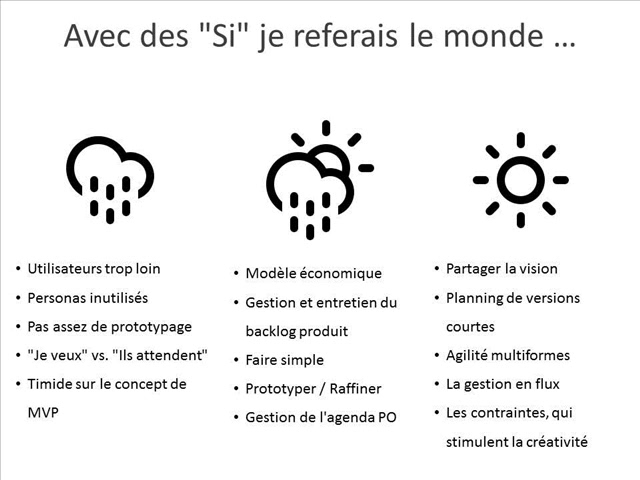 Avec des "Si" je referais le monde ...
• Utilisateurs trop loin
• Personas inutilisés
• Pas assez de prototypage
• "Je veux" vs. "Ils attendent"
• Timide sur le concept de
MVP
• Modèle économique
• Gestion et entretien du
backlog produit
• Faire simple
• Prototyper / Raffiner
• Gestion de l'agenda PO
• Partager la vision
• Planning de versions
courtes
• Agilité multiformes
• La gestion en flux
• Les contraintes, qui
stimulent la créativité